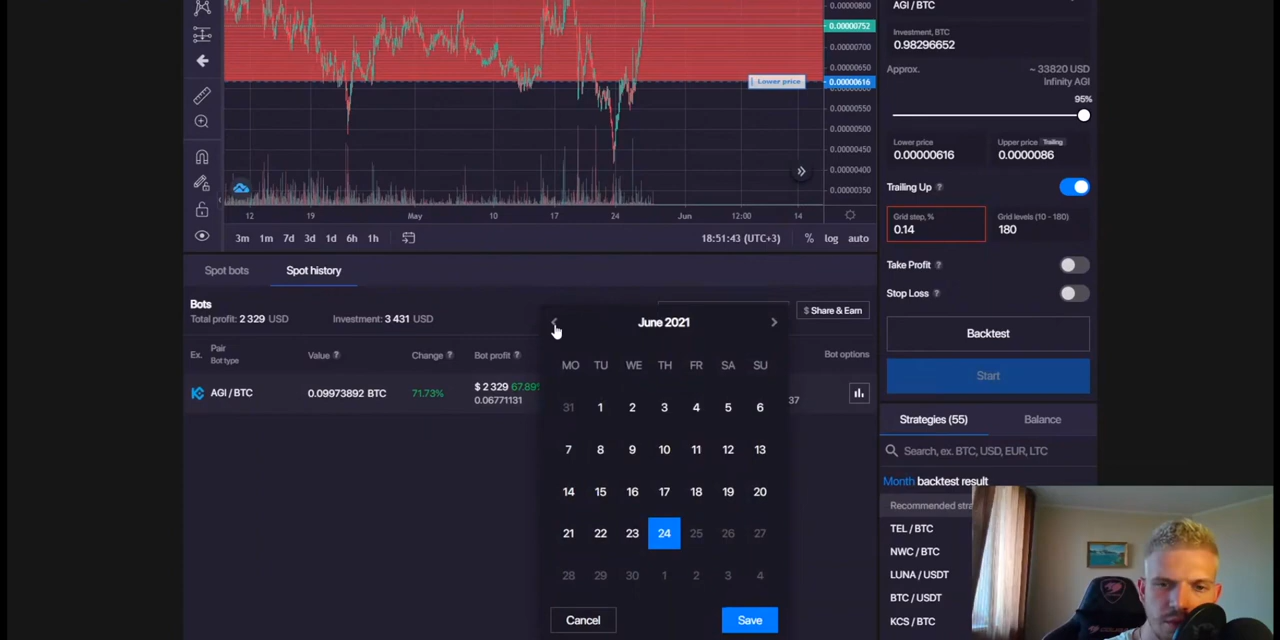 0.00000800
0.00000752
0.00000700
0.00000650
Lower price
0.00000616
0.00000550
0.00000500
0.00000450
0.00000400
0.00000350
12 19 May 10 17 24 Jun 12:00 14
3m 1m 7d 3d 1d 6h 1h
18:51:43 (UTC+3) % log auto
AGI / BTC
Investment, BTC
0.98296652
Approx. ~ 33820 USD
Infinity AGI
95%
Lower price
0.00000616
Upper price Trailing
0.0000086
Trailing Up ?
Grid step, %
0.14
Grid levels (10 - 180)
180
Take Profit ?
Stop Loss ?
Backtest
Start
Strategies (55) Balance
Search, ex. BTC, USD, EUR, LTC
Month backtest result
Recommended stra
TEL / BTC
NWC / BTC
LUNA / USDT
BTC / USDT
KCS / BTC
Spot bots Spot history
Bots
Total profit: 2 329 USD Investment: 3 431 USD
$ Share & Earn
Ex. Pair
Bot type
Value ? Change ? Bot profit ? Bot options
AGI / BTC 0.09973892 BTC 71.73% $ 2 329 67.89%
0.06771131
37
June 2021
MO TU WE TH FR SA SU
31 1 2 3 4 5 6
7 8 9 10 11 12 13
14 15 16 17 18 19 20
21 22 23 24 25 26 27
28 29 30 1 2 3 4
Cancel Save